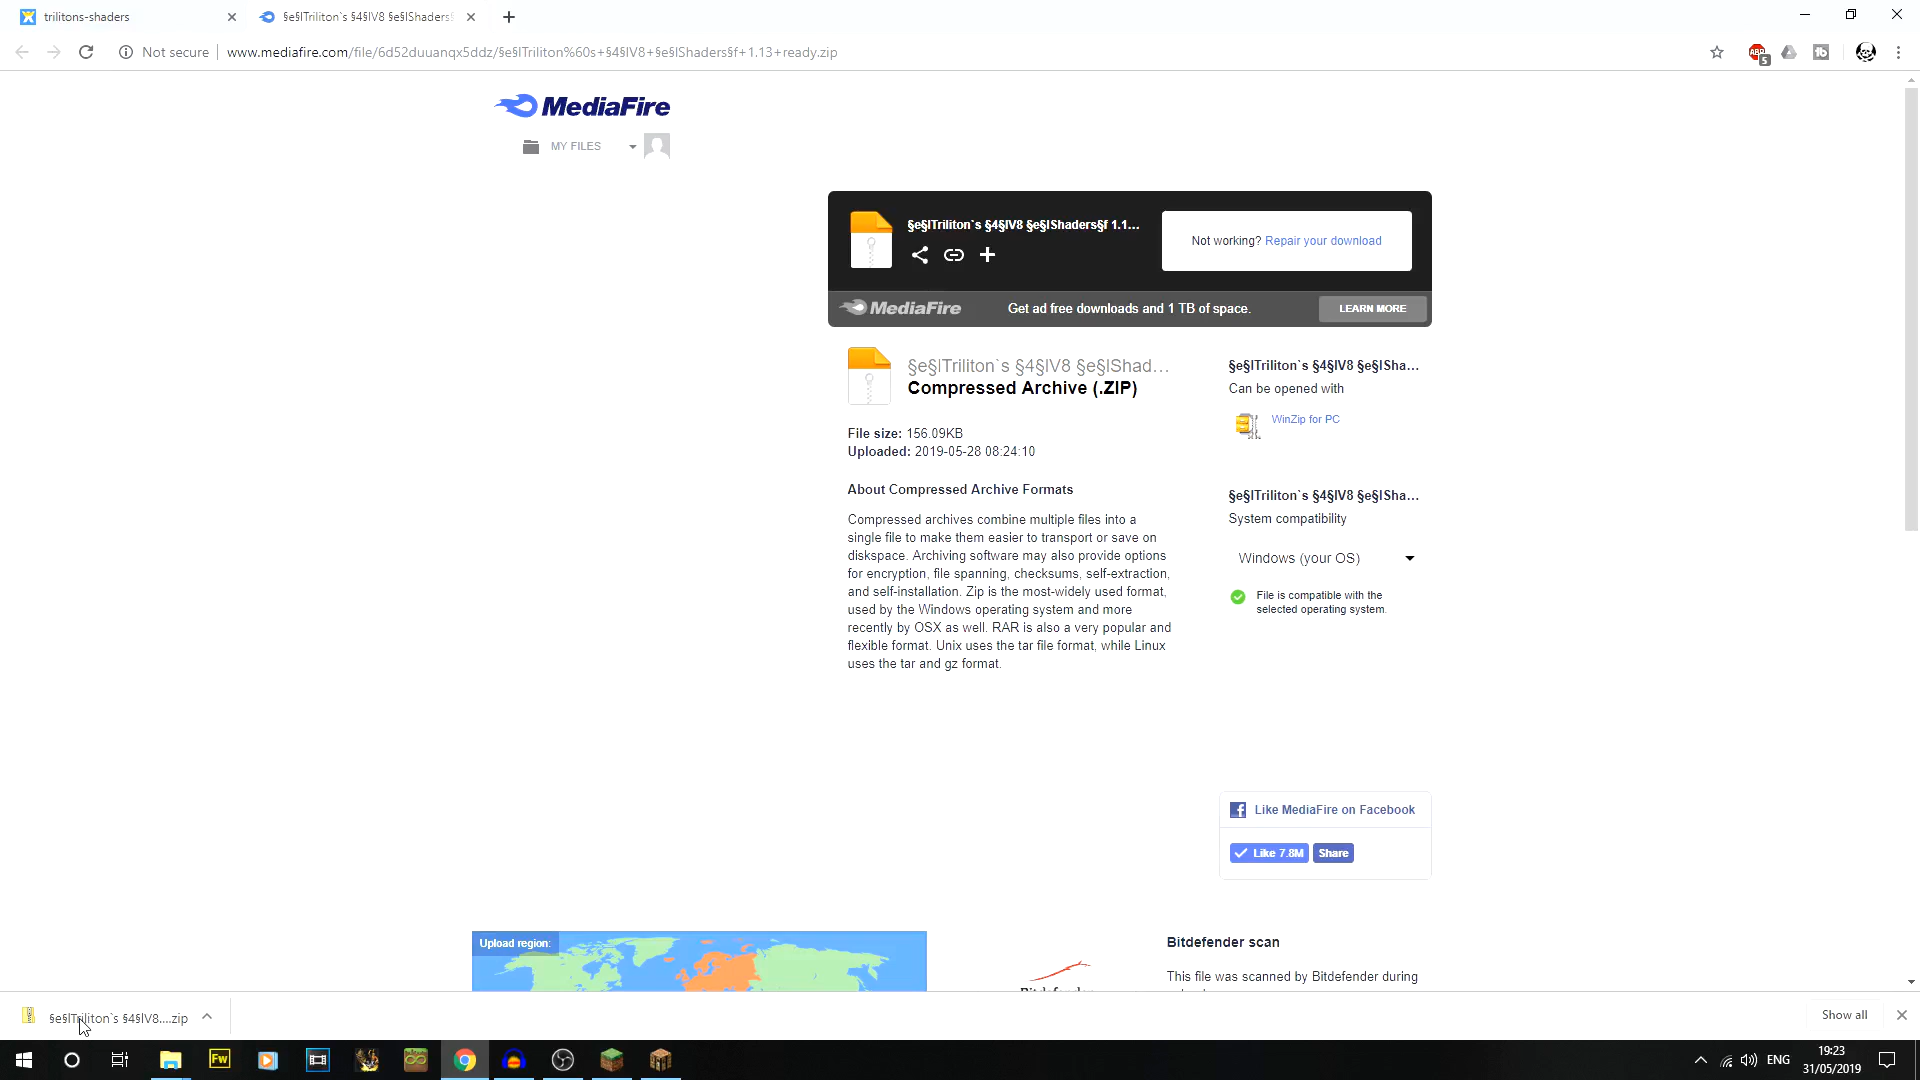 trilitons-shaders
§e§lTriliton`s §4§lV8 §e§lShaders§
Not secure
www.mediafire.com/file/6d52duuanqx5ddz/§e§lTriliton%60s+§4§lV8+§e§lShaders§f+1.13+ready.zip
ABP
5
MediaFire
MY FILES
§e§lTriliton`s §4§lV8 §e§lShaders§f 1.1...
Not working? Repair your download
MediaFire
Get ad free downloads and 1 TB of space.
LEARN MORE
§e§lTriliton`s §4§lV8 §e§lShad...
Compressed Archive (.ZIP)
File size: 156.09KB
Uploaded: 2019-05-28 08:24:10
About Compressed Archive Formats
Compressed archives combine multiple files into a
single file to make them easier to transport or save on
diskspace. Archiving software may also provide options
for encryption, file spanning, checksums, self-extraction,
and self-installation. Zip is the most-widely used format,
used by the Windows operating system and more
recently by OSX as well. RAR is also a very popular and
flexible format. Unix uses the tar file format, while Linux
uses the tar and gz format.
§e§lTriliton`s §4§lV8 §e§lSha...
Can be opened with
WinZip for PC
§e§lTriliton`s §4§lV8 §e§lSha...
System compatibility
Windows (your OS)
File is compatible with the
selected operating system.
Like MediaFire on Facebook
Like 7.8M
Share
Upload region:
Bitdefender
Bitdefender scan
This file was scanned by Bitdefender during
§e§lTriliton`s §4§lV8....zip
Show all
Fw
ENG
19:23
31/05/2019